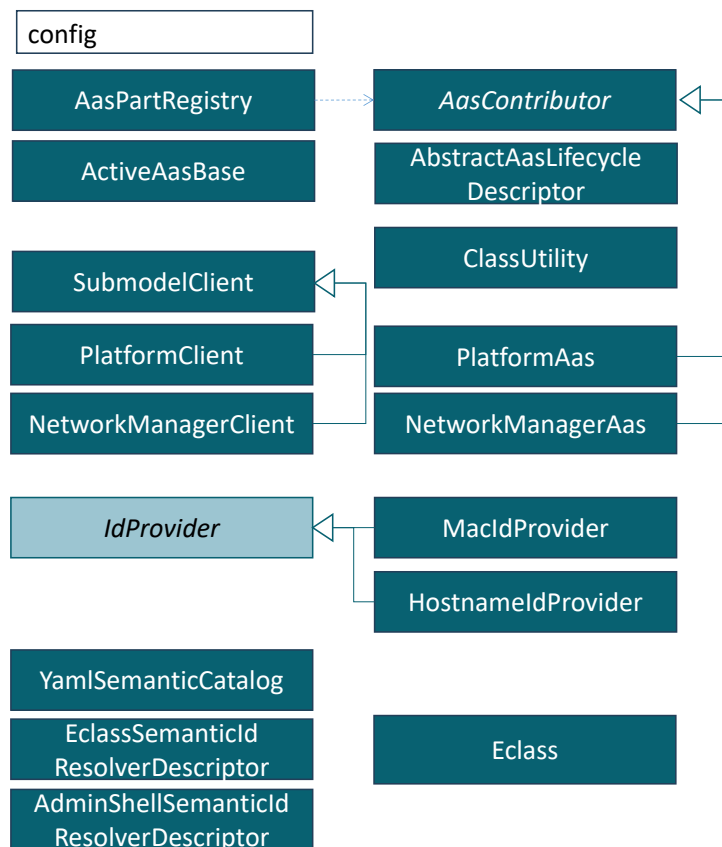 config
AasPartRegistry
AasContributor
ActiveAasBase
AbstractAasLifecycle
Descriptor
SubmodelClient
ClassUtility
PlatformClient
PlatformAas
NetworkManagerClient
NetworkManagerAas
IdProvider
MacIdProvider
HostnameIdProvider
YamlSemanticCatalog
EclassSemanticId
ResolverDescriptor
Eclass
AdminShellSemanticId
ResolverDescriptor